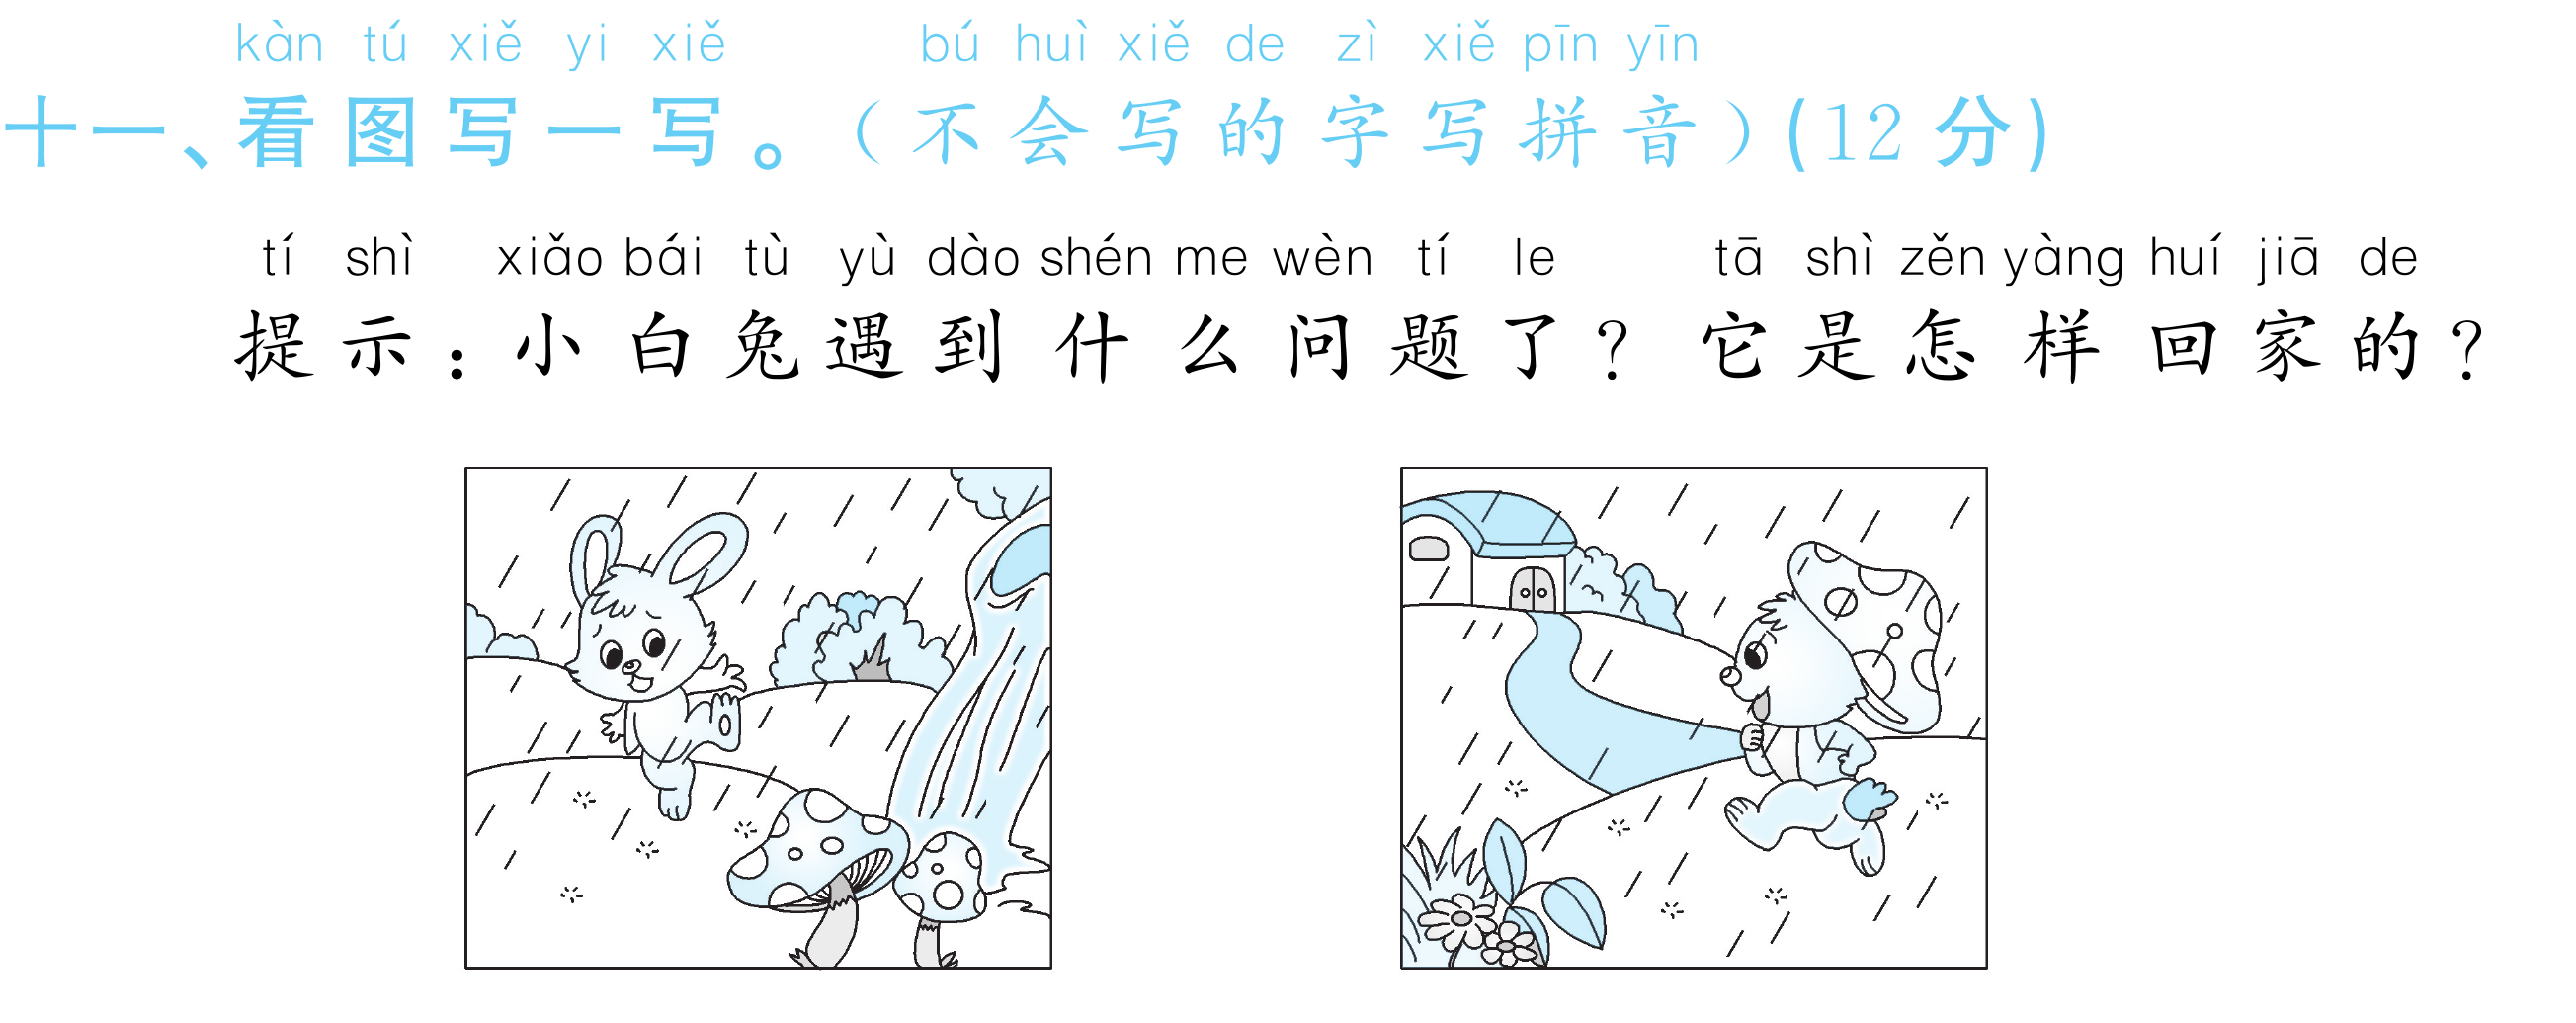 kàn tú xiě yi xiě bú huì xiě de zì xiě pīn yīn
十一、看图写一写。（不会写的字写拼音）(12 分)
tí shì xiǎo bái tù yù dào shén me wèn tí le tā shì zěn yàng huí jiā de
提示：小白兔遇到什么问题了？它是怎样回家的？